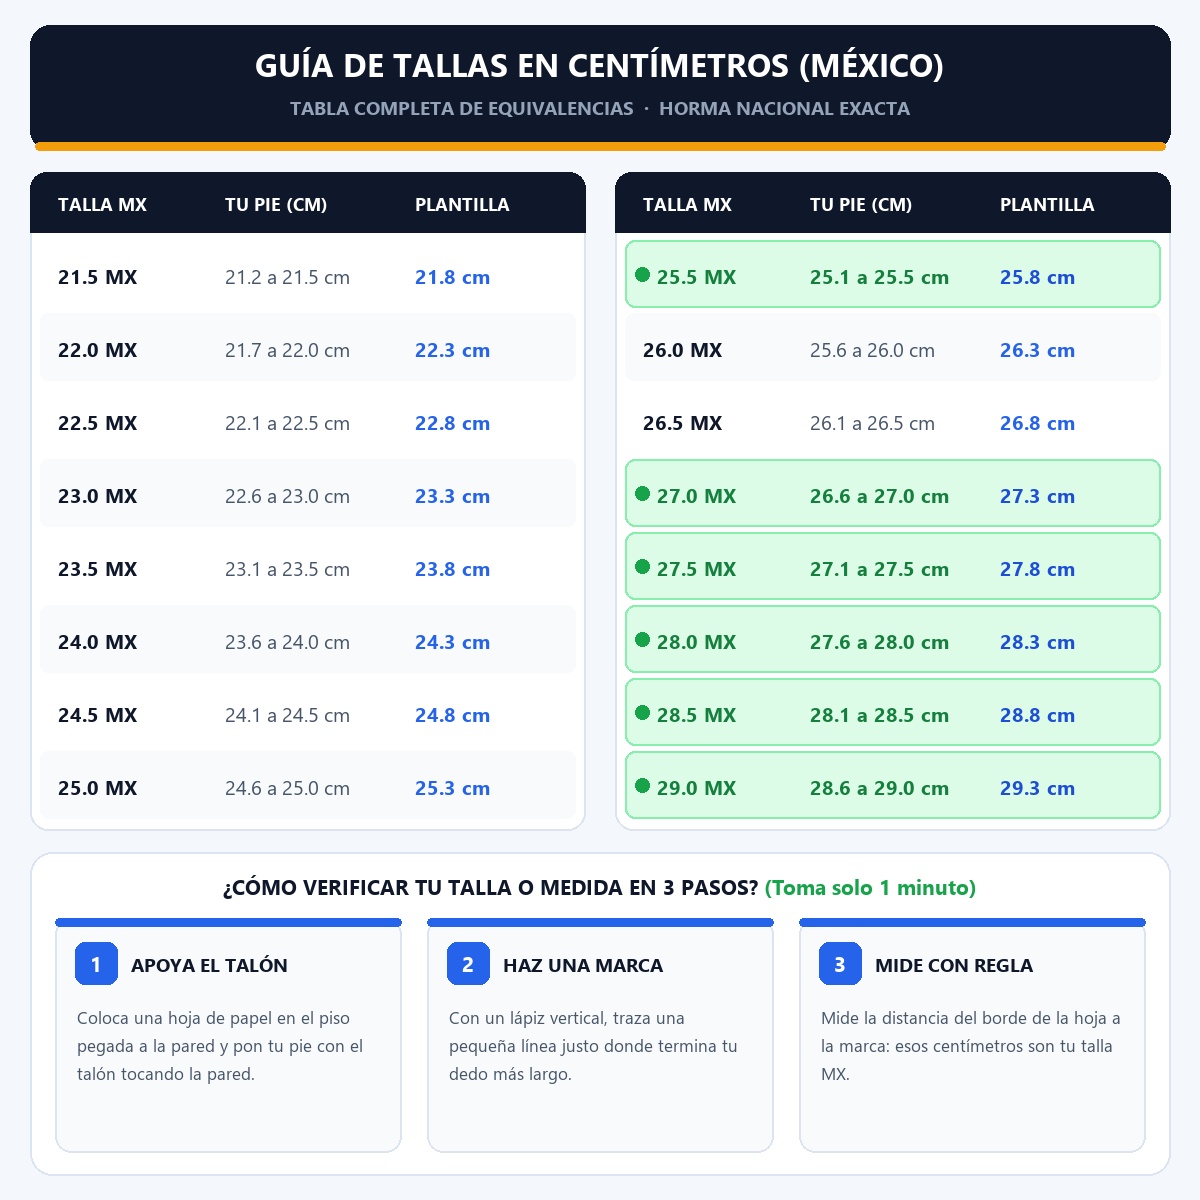 GUÍA DE TALLAS EN CENTÍMETROS (MÉXICO)
TABLA COMPLETA DE EQUIVALENCIAS · HORMA NACIONAL EXACTA
TALLA MX TU PIE (CM) PLANTILLA
21.5 MX 21.2 a 21.5 cm 21.8 cm
22.0 MX 21.7 a 22.0 cm 22.3 cm
22.5 MX 22.1 a 22.5 cm 22.8 cm
23.0 MX 22.6 a 23.0 cm 23.3 cm
23.5 MX 23.1 a 23.5 cm 23.8 cm
24.0 MX 23.6 a 24.0 cm 24.3 cm
24.5 MX 24.1 a 24.5 cm 24.8 cm
25.0 MX 24.6 a 25.0 cm 25.3 cm
TALLA MX TU PIE (CM) PLANTILLA
25.5 MX 25.1 a 25.5 cm 25.8 cm
26.0 MX 25.6 a 26.0 cm 26.3 cm
26.5 MX 26.1 a 26.5 cm 26.8 cm
27.0 MX 26.6 a 27.0 cm 27.3 cm
27.5 MX 27.1 a 27.5 cm 27.8 cm
28.0 MX 27.6 a 28.0 cm 28.3 cm
28.5 MX 28.1 a 28.5 cm 28.8 cm
29.0 MX 28.6 a 29.0 cm 29.3 cm
¿CÓMO VERIFICAR TU TALLA O MEDIDA EN 3 PASOS? (Toma solo 1 minuto)
1 APOYA EL TALÓN
Coloca una hoja de papel en el piso
pegada a la pared y pon tu pie con el
talón tocando la pared.
2 HAZ UNA MARCA
Con un lápiz vertical, traza una
pequeña línea justo donde termina tu
dedo más largo.
3 MIDE CON REGLA
Mide la distancia del borde de la hoja a
la marca: esos centímetros son tu talla
MX.